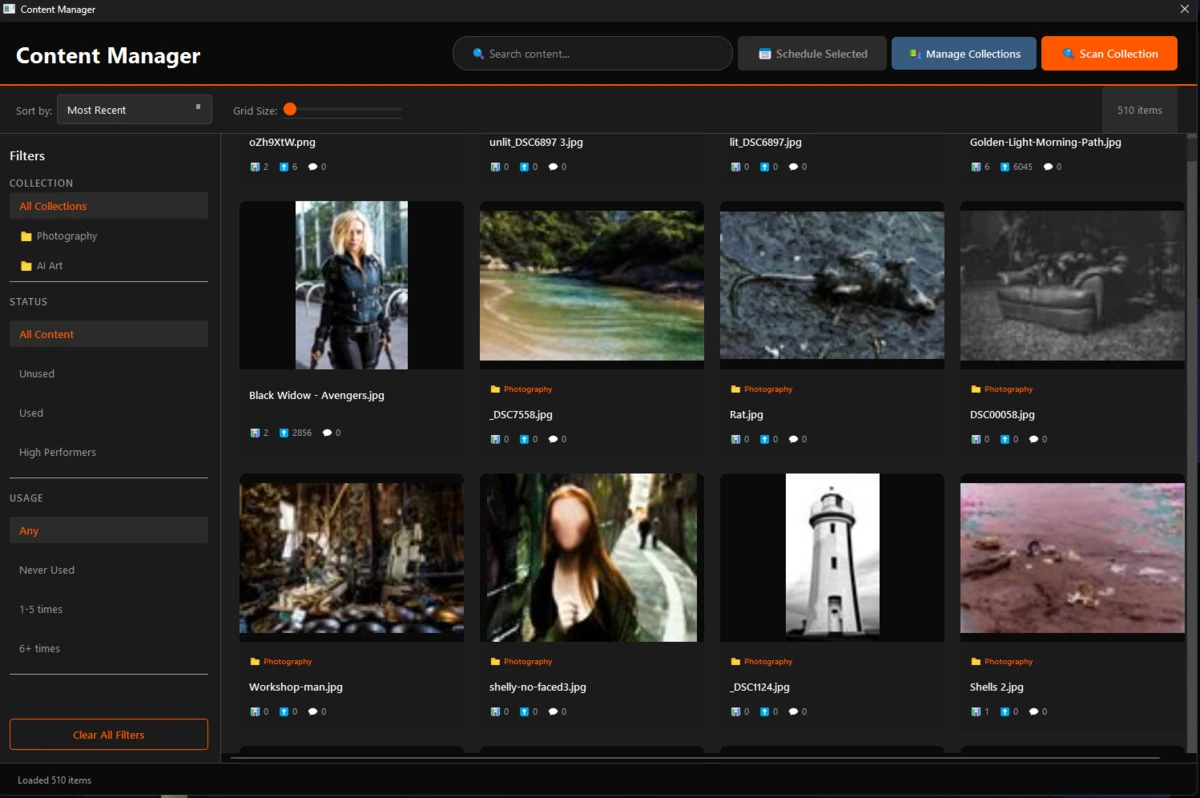 Content Manager
Content Manager
Search content...
Schedule Selected
Manage Collections
Scan Collection
Sort by: Most Recent
Grid Size:
510 items
Filters
COLLECTION
All Collections
Photography
AI Art
STATUS
All Content
Unused
Used
High Performers
USAGE
Any
Never Used
1-5 times
6+ times
Clear All Filters
oZh9XtW.png
2 6 0
unlit_DSC6897 3.jpg
0 0 0
lit_DSC6897.jpg
0 0 0
Golden-Light-Morning-Path.jpg
6 6045 0
Black Widow - Avengers.jpg
2 2856 0
Photography
_DSC7558.jpg
0 0 0
Photography
Rat.jpg
0 0 0
Photography
DSC00058.jpg
0 0 0
Photography
Workshop-man.jpg
0 0 0
Photography
shelly-no-faced3.jpg
0 0 0
Photography
_DSC1124.jpg
0 0 0
Photography
Shells 2.jpg
1 0 0
Loaded 510 items